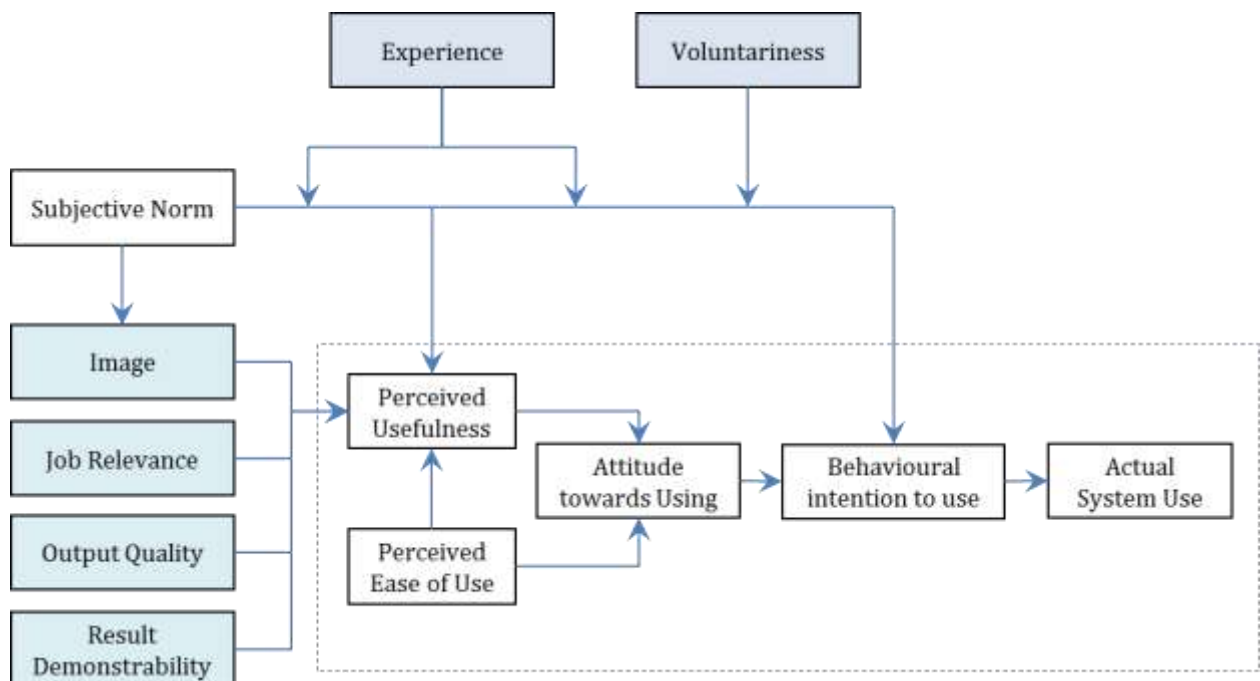 Experience
Voluntariness
Subjective Norm
Image
Job Relevance
Output Quality
Result
Demonstrability
Perceived
Usefulness
Perceived
Ease of Use
Attitude
towards Using
Behavioural
intention to use
Actual
System Use